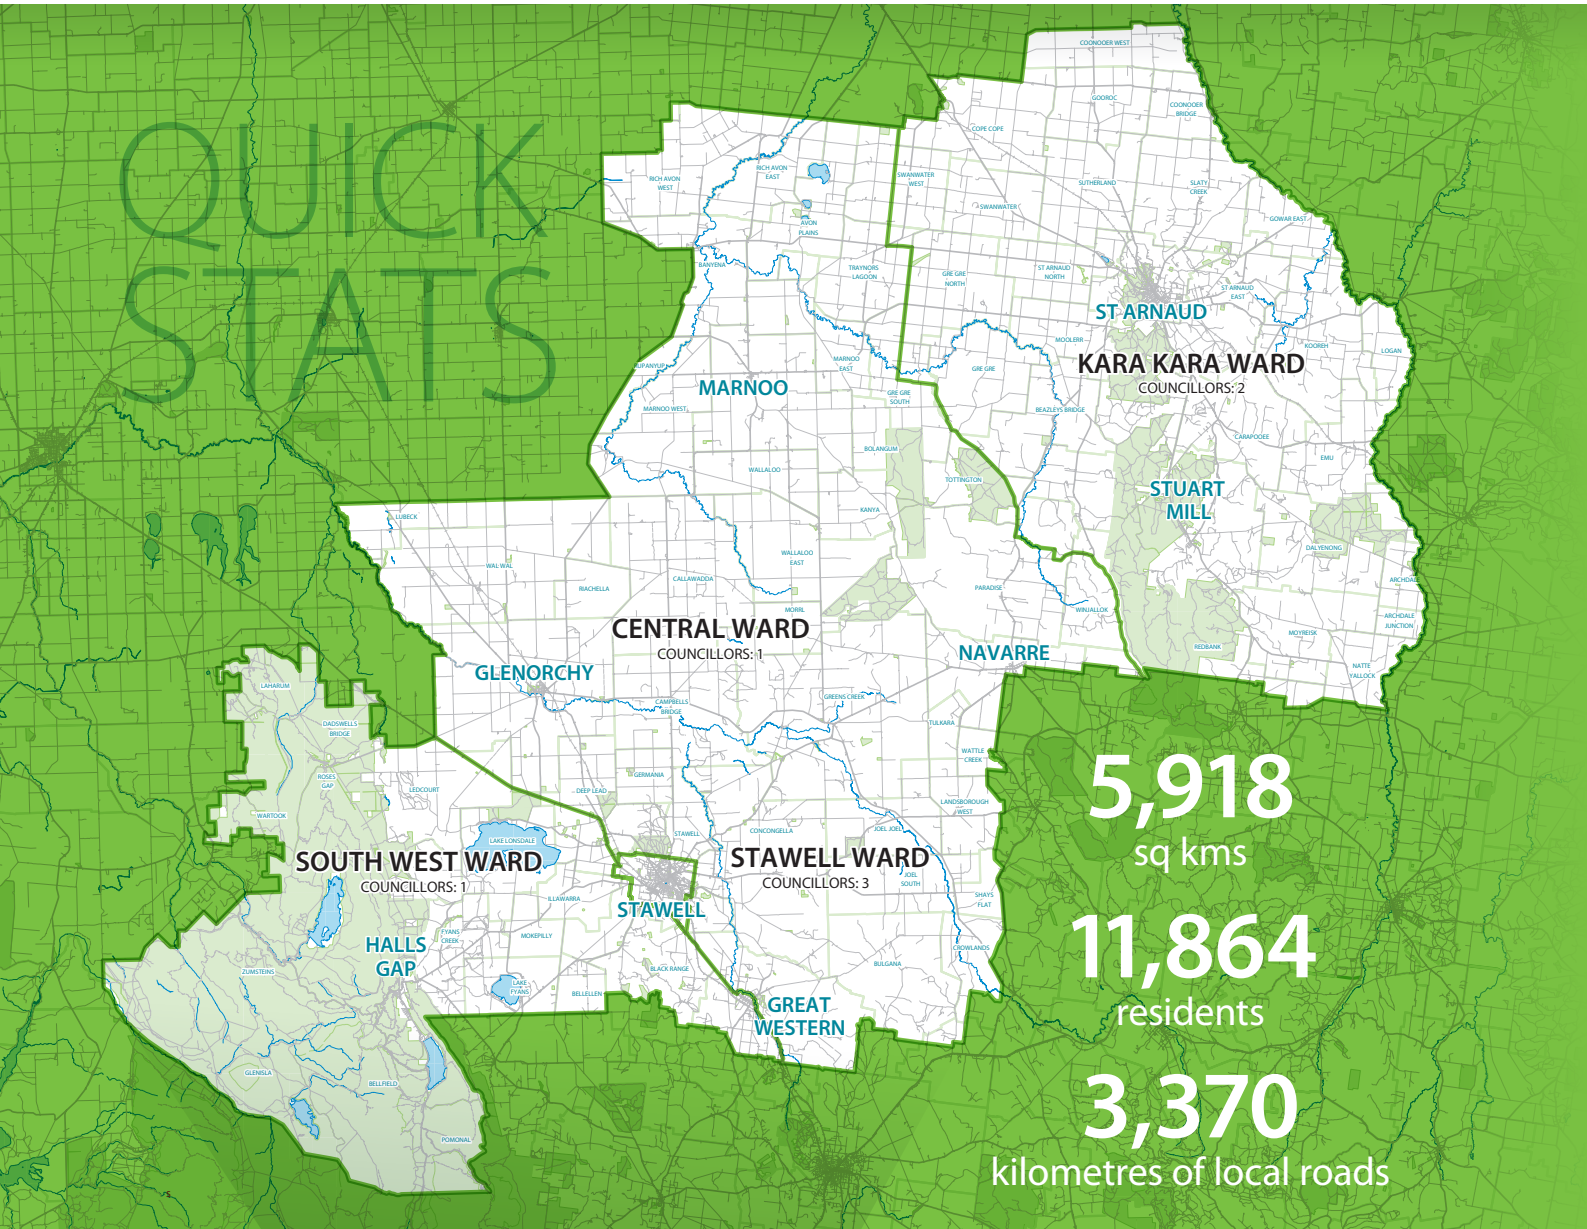 QUICK
STATS
COONOOER WEST
GOOROC
COONOOER
BRIDGE
COPE COPE
RICH AVON
WEST
RICH AVON
EAST
SWANWATER
WEST
SUTHERLAND
SLATY
CREEK
SWANWATER
GOWAR EAST
AVON
PLAINS
BANYENA
TRAYNORS
LAGOON
GRE GRE
NORTH
ST ARNAUD
NORTH
ST ARNAUD
EAST
ST ARNAUD
MOOLERR
KOOREH
LOGAN
KARA KARA WARD
COUNCILLORS: 2
RUPANYUP
MARNOO
EAST
GRE GRE
MARNOO
GRE GRE
SOUTH
MARNOO WEST
BEAZLEYS BRIDGE
CARAPOOEE
BOLANGUM
EMU
WALLALOO
TOTTINGTON
STUART
MILL
KANYA
LUBECK
DALYENONG
WALLALOO
EAST
WAL WAL
CALLAWADDA
RIACHELLA
PARADISE
ARCHDALE
MORRL
WINJALLOK
ARCHDALE
JUNCTION
CENTRAL WARD
COUNCILLORS: 1
MOYREISK
REDBANK
NAVARRE
NATTE
YALLOCK
GLENORCHY
LAHARUM
CAMPBELLS
BRIDGE
GREENS CREEK
DADSWELLS
BRIDGE
TULKARA
WATTLE
CREEK
ROSES
GAP
GERMANIA
LEDCOURT
DEEP LEAD
LANDSBOROUGH
WEST
WARTOOK
STAWELL
CONCONGELLA
JOEL JOEL
LAKE LONSDALE
SOUTH WEST WARD
COUNCILLORS: 1
STAWELL WARD
COUNCILLORS: 3
JOEL
SOUTH
ILLAWARRA
SHAYS
FLAT
STAWELL
FYANS
CREEK
MOKEPILLY
HALLS
GAP
CROWLANDS
ZUMSTEINS
BLACK RANGE
BULGANA
LAKE
FYANS
BELLELLEN
GREAT
WESTERN
GLENISLA
BELLFIELD
POMONAL
5,918
sq kms
11,864
residents
3,370
kilometres of local roads